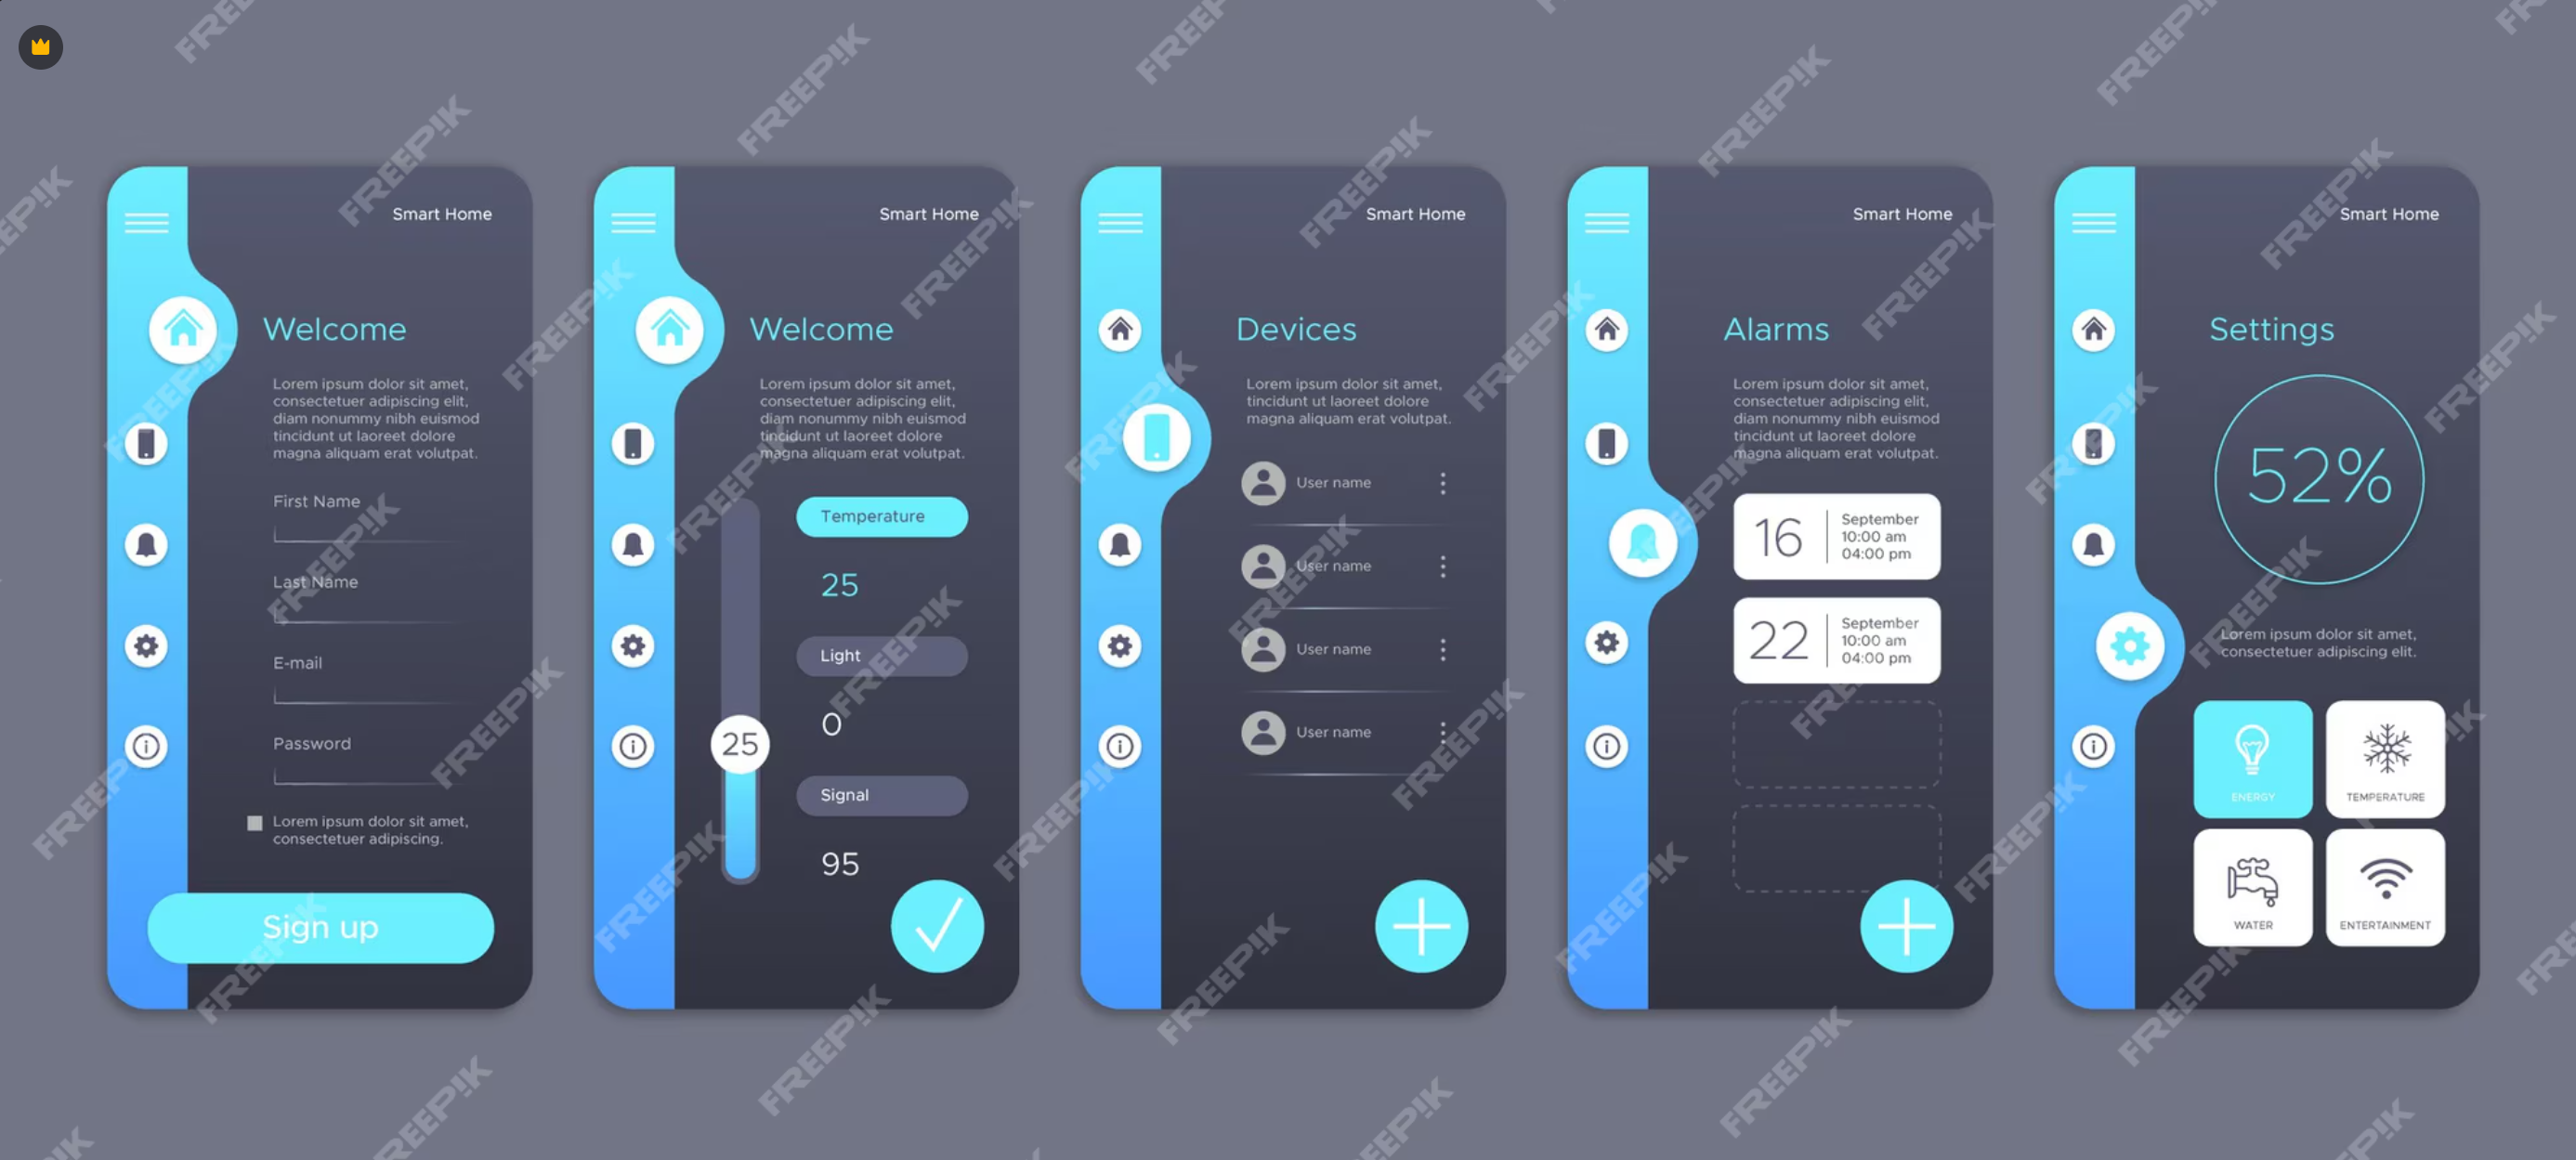 Smart Home
Welcome
Lorem ipsum dolor sit amet,
consectetuer adipiscing elit,
diam nonummy nibh euismod
tincidunt ut laoreet dolore
magna aliquam erat volutpat.
First Name
Last Name
E-mail
Password
Lorem ipsum dolor sit amet,
consectetuer adipiscing.
Sign up
Smart Home
Welcome
Lorem ipsum dolor sit amet,
consectetuer adipiscing elit,
diam nonummy nibh euismod
tincidunt ut laoreet dolore
magna aliquam erat volutpat.
Temperature
25
Light
0
25
Signal
95
Smart Home
Devices
Lorem ipsum dolor sit amet,
tincidunt ut laoreet dolore
magna aliquam erat volutpat.
User name
User name
User name
User name
Smart Home
Alarms
Lorem ipsum dolor sit amet,
consectetuer adipiscing elit,
diam nonummy nibh euismod
tincidunt ut laoreet dolore
magna aliquam erat volutpat.
16
September
10:00 am
04:00 pm
22
September
10:00 am
04:00 pm
Smart Home
Settings
52%
Lorem ipsum dolor sit amet,
consectetuer adipiscing elit.
ENERGY
TEMPERATURE
WATER
ENTERTAINMENT
FREEPIK